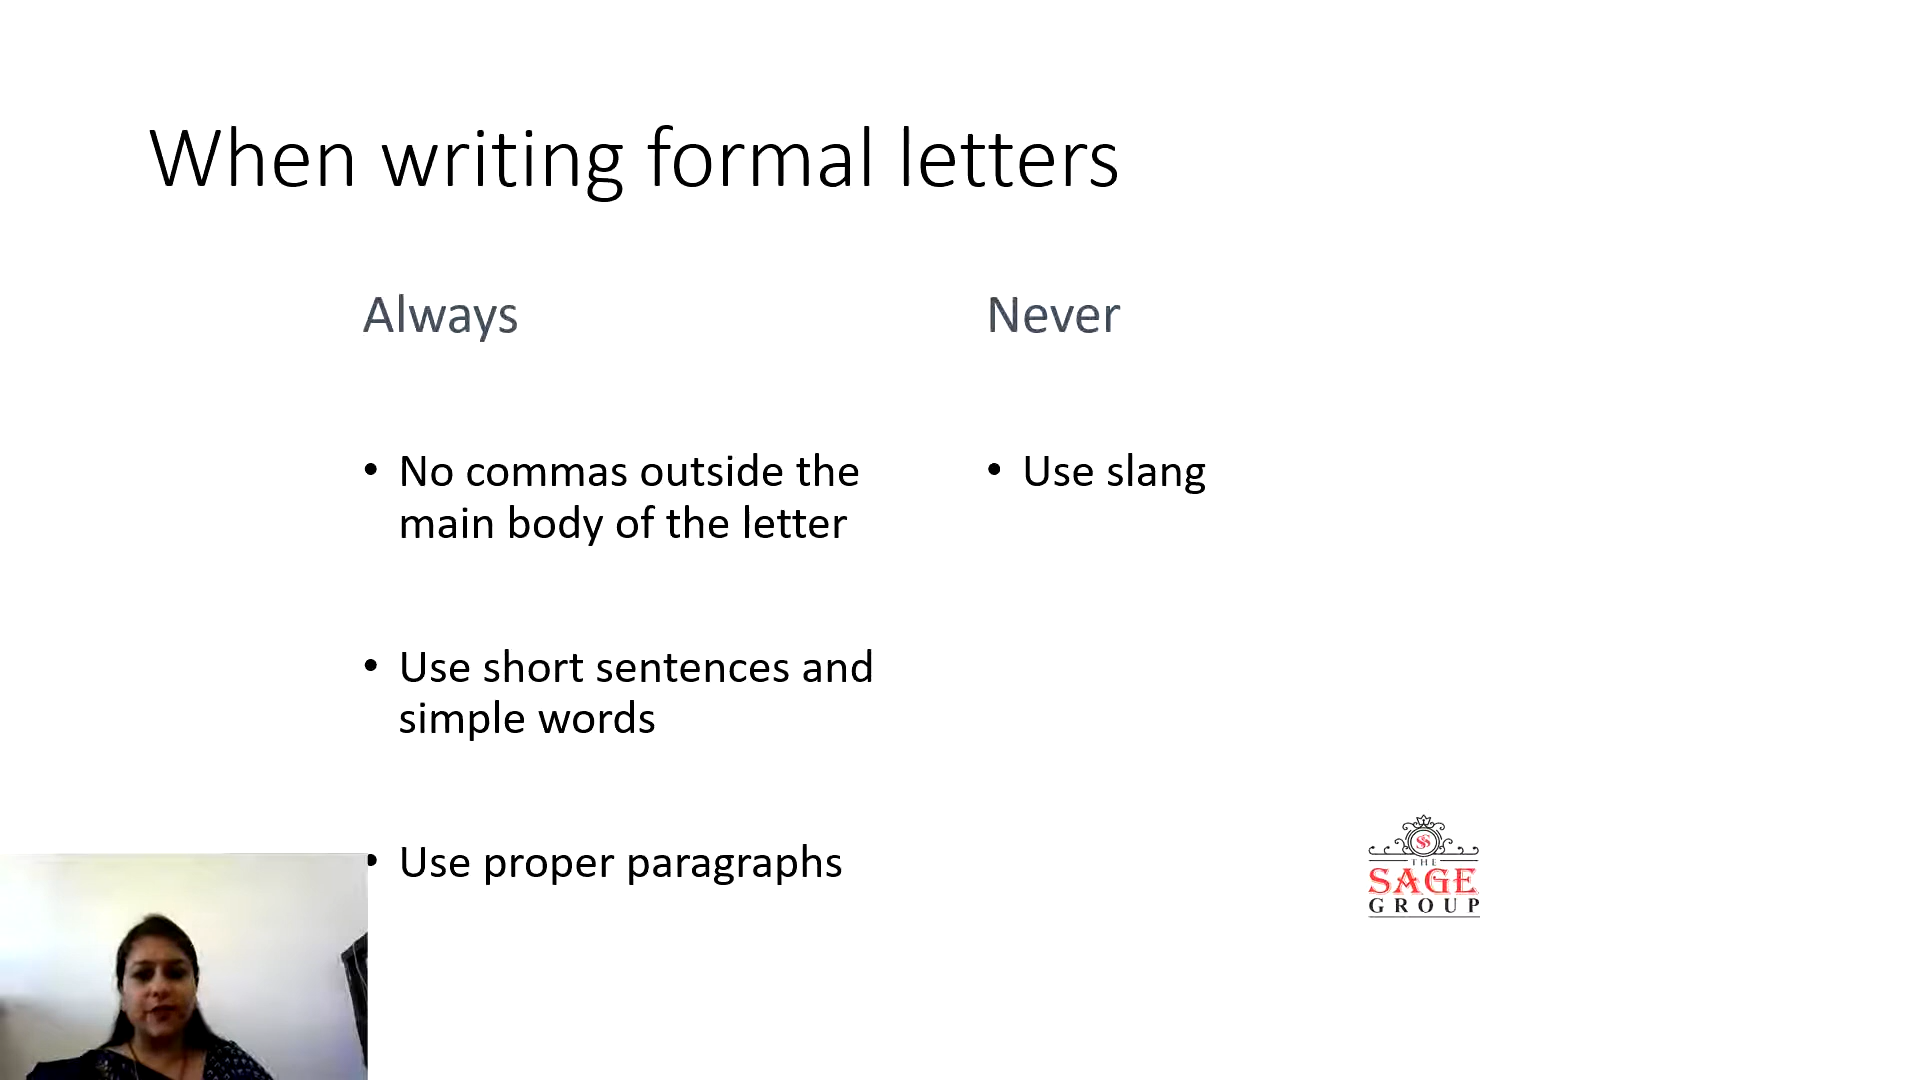 When writing formal letters
Always
• No commas outside the
main body of the letter
• Use short sentences and
simple words
• Use proper paragraphs
Never
• Use slang
THE
SAGE
GROUP